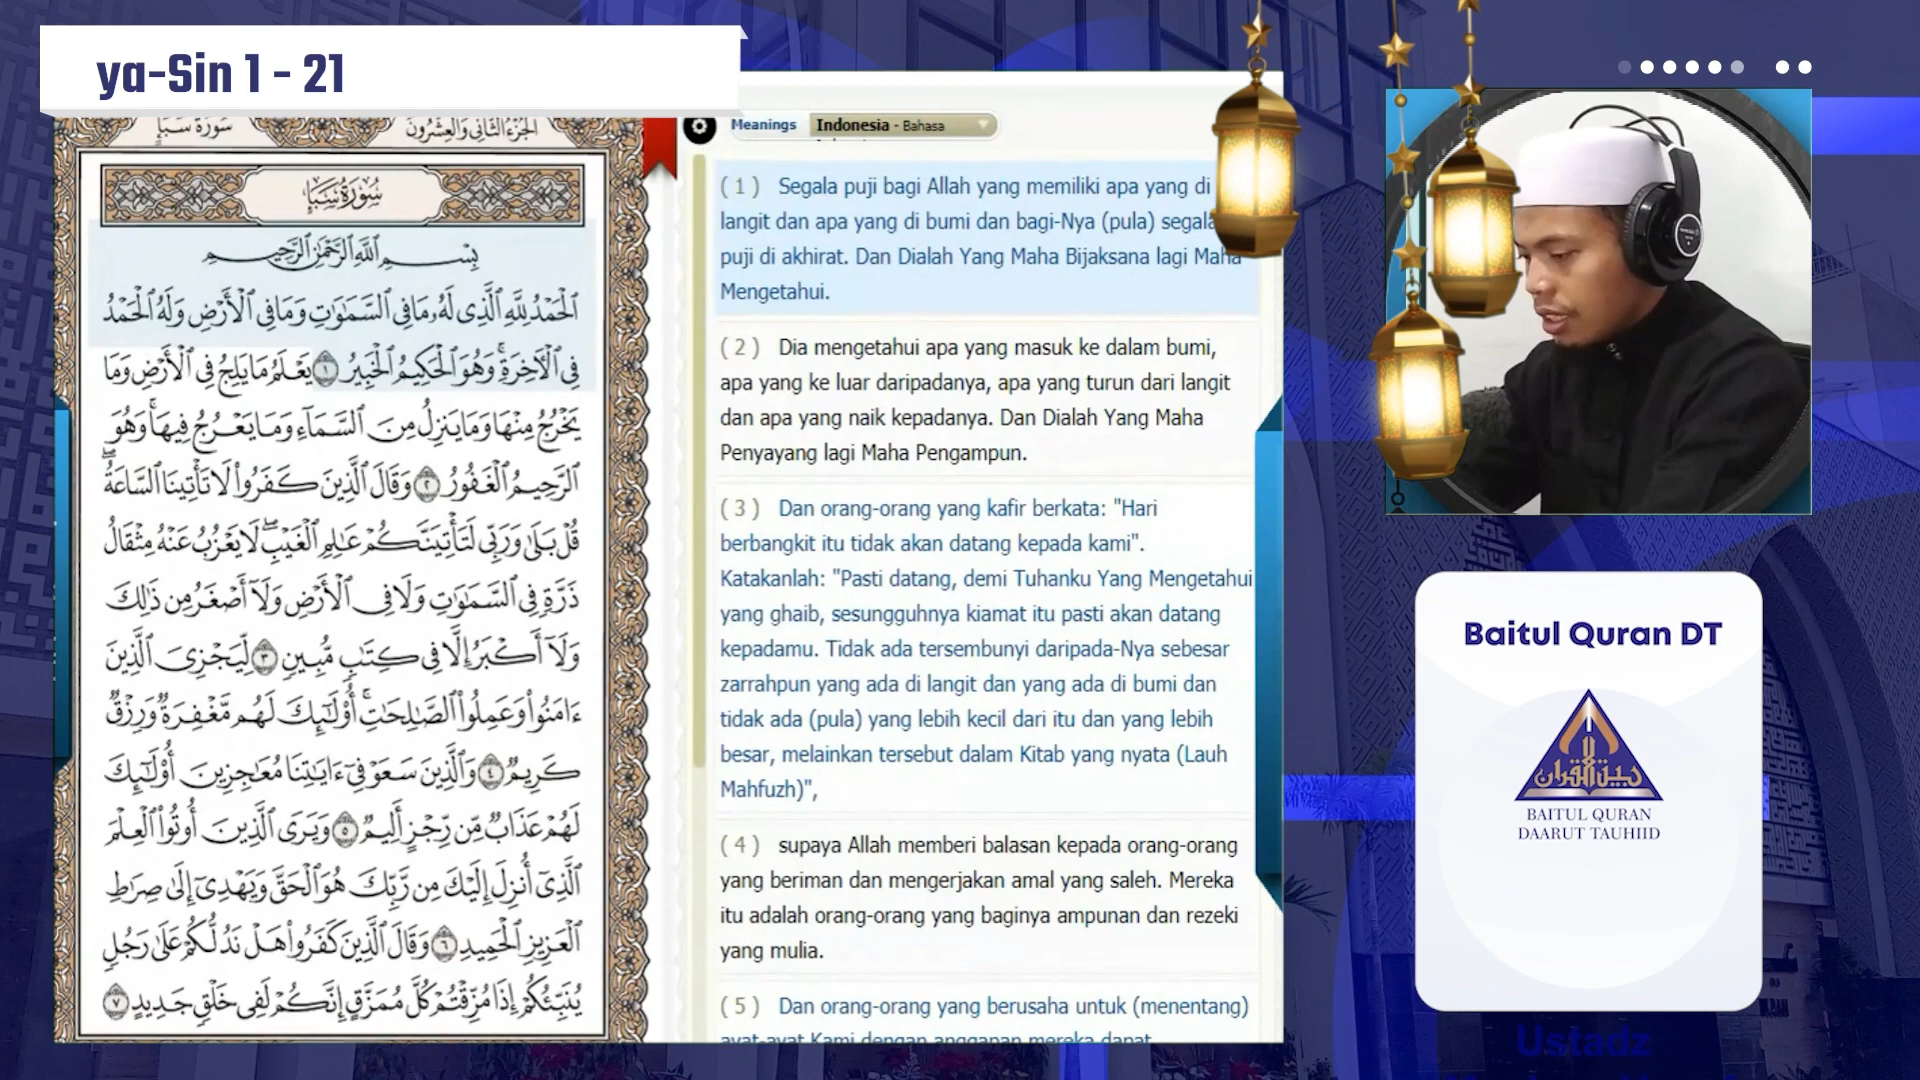 ya-Sin 1 - 21
سورة سبإ
الجزء الثاني والعشرون
سُورَةُ سَبَإٍ
بِسْمِ اللَّهِ الرَّحْمَٰنِ الرَّحِيمِ
الْحَمْدُ لِلَّهِ الَّذِي لَهُ مَا فِي السَّمَاوَاتِ وَمَا فِي الْأَرْضِ وَلَهُ الْحَمْدُ
فِي الْآخِرَةِ ۚ وَهُوَ الْحَكِيمُ الْخَبِيرُ ١ يَعْلَمُ مَا يَلِجُ فِي الْأَرْضِ وَمَا
يَخْرُجُ مِنْهَا وَمَا يَنزِلُ مِنَ السَّمَاءِ وَمَا يَعْرُجُ فِيهَا ۚ وَهُوَ
الرَّحِيمُ الْغَفُورُ ٢ وَقَالَ الَّذِينَ كَفَرُوا لَا تَأْتِينَا السَّاعَةُ ۖ
قُلْ بَلَىٰ وَرَبِّي لَتَأْتِيَنَّكُمْ عَالِمِ الْغَيْبِ ۖ لَا يَعْزُبُ عَنْهُ مِثْقَالُ
ذَرَّةٍ فِي السَّمَاوَاتِ وَلَا فِي الْأَرْضِ وَلَا أَصْغَرُ مِن ذَٰلِكَ
وَلَا أَكْبَرُ إِلَّا فِي كِتَابٍ مُّبِينٍ ٣ لِّيَجْزِيَ الَّذِينَ
ءَامَنُوا وَعَمِلُوا الصَّالِحَاتِ ۚ أُولَٰئِكَ لَهُم مَّغْفِرَةٌ وَرِزْقٌ
كَرِيمٌ ٤ وَالَّذِينَ سَعَوْ فِي ءَايَاتِنَا مُعَاجِزِينَ أُولَٰئِكَ
لَهُمْ عَذَابٌ مِّن رِّجْزٍ أَلِيمٌ ٥ وَيَرَى الَّذِينَ أُوتُوا الْعِلْمَ
الَّذِي أُنزِلَ إِلَيْكَ مِن رَّبِّكَ هُوَ الْحَقَّ وَيَهْدِي إِلَىٰ صِرَاطِ
الْعَزِيزِ الْحَمِيدِ ٦ وَقَالَ الَّذِينَ كَفَرُوا هَلْ نَدُلُّكُمْ عَلَىٰ رَجُلٍ
يُنَبِّئُكُمْ إِذَا مُزِّقْتُمْ كُلَّ مُمَزَّقٍ إِنَّكُمْ لَفِي خَلْقٍ جَدِيدٍ ٧
Meanings Indonesia - Bahasa
( 1 ) Segala puji bagi Allah yang memiliki apa yang di
langit dan apa yang di bumi dan bagi-Nya (pula) segala
puji di akhirat. Dan Dialah Yang Maha Bijaksana lagi Maha
Mengetahui.
( 2 ) Dia mengetahui apa yang masuk ke dalam bumi,
apa yang ke luar daripadanya, apa yang turun dari langit
dan apa yang naik kepadanya. Dan Dialah Yang Maha
Penyayang lagi Maha Pengampun.
( 3 ) Dan orang-orang yang kafir berkata: "Hari
berbangkit itu tidak akan datang kepada kami".
Katakanlah: "Pasti datang, demi Tuhanku Yang Mengetahui
yang ghaib, sesungguhnya kiamat itu pasti akan datang
kepadamu. Tidak ada tersembunyi daripada-Nya sebesar
zarrahpun yang ada di langit dan yang ada di bumi dan
tidak ada (pula) yang lebih kecil dari itu dan yang lebih
besar, melainkan tersebut dalam Kitab yang nyata (Lauh
Mahfuzh)",
( 4 ) supaya Allah memberi balasan kepada orang-orang
yang beriman dan mengerjakan amal yang saleh. Mereka
itu adalah orang-orang yang baginya ampunan dan rezeki
yang mulia.
( 5 ) Dan orang-orang yang berusaha untuk (menentang)
ayat-ayat Kami dengan anggapan mereka dapat
Baitul Quran DT
بيت القرآن
BAITUL QURAN
DAARUT TAUHIID
Ustadz